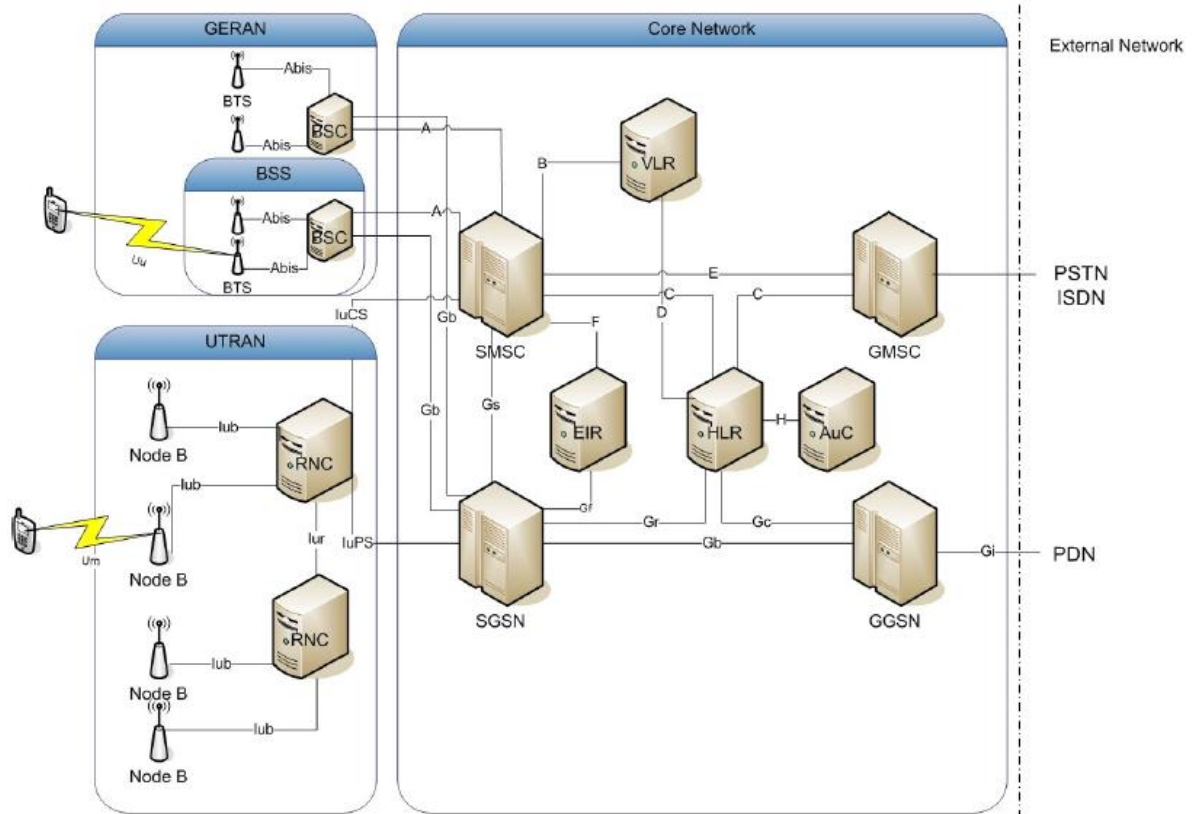 GERAN
Core Network
External Network
Abis
BTS
BSC
Abis
A
BSS
B
VLR
Abis
BSC
A
Uu
Abis
BTS
E
PSTN
ISDN
C
C
D
IuCS
Gb
F
SMSC
GMSC
UTRAN
Gb
Gs
EIR
HLR
H
AuC
Iub
Node B
RNC
Iub
Gf
Gr
Gc
Iur
IuPS
Gb
Gi
PDN
Um
Node B
SGSN
GGSN
RNC
Iub
Node B
Iub
Node B